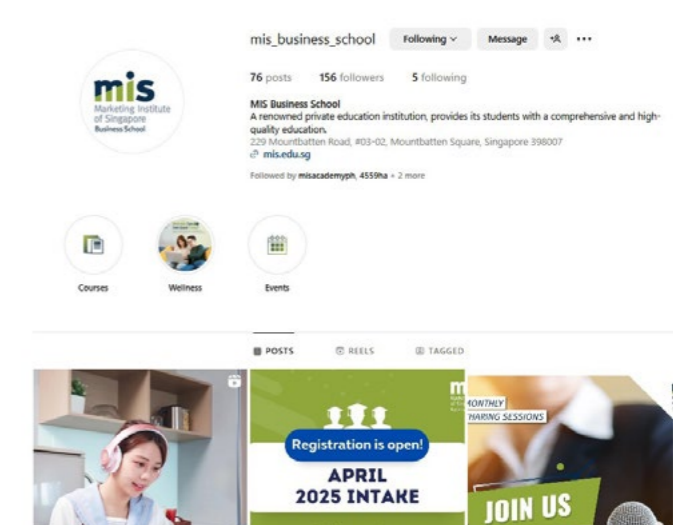 mis_business_school Following Message
76 posts 156 followers 5 following
MIS Business School
A renowned private education institution, provides its students with a comprehensive and high-
quality education.
229 Mountbatten Road, #03-02, Mountbatten Square, Singapore 398007
mis.edu.sg
Followed by misacademyph, 4559ha + 2 more
mis
Marketing Institute
of Singapore
Business School
Courses Wellness Events
POSTS REELS TAGGED
Registration is open!
APRIL
2025 INTAKE
MONTHLY
SHARING SESSIONS
JOIN US